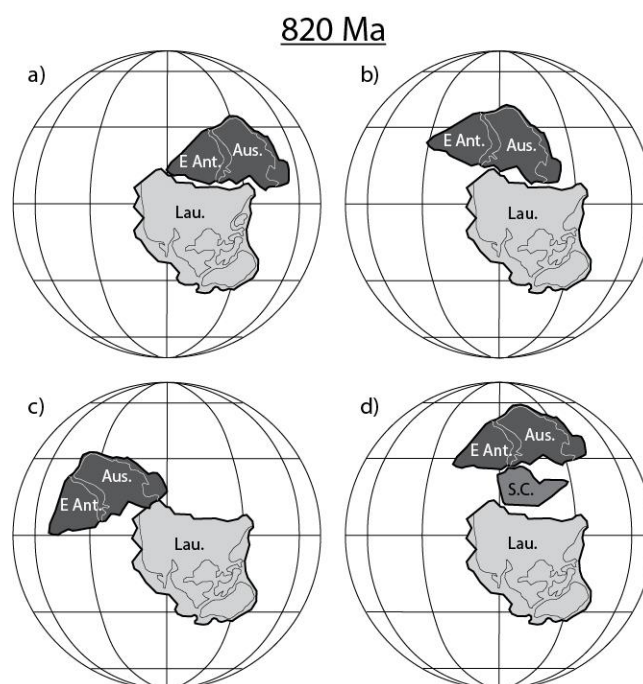 820 Ma
a)
E Ant. Aus.
Lau.
b)
E Ant. Aus.
Lau.
c)
Aus.
E Ant.
Lau.
d)
E Ant. Aus.
S.C.
Lau.